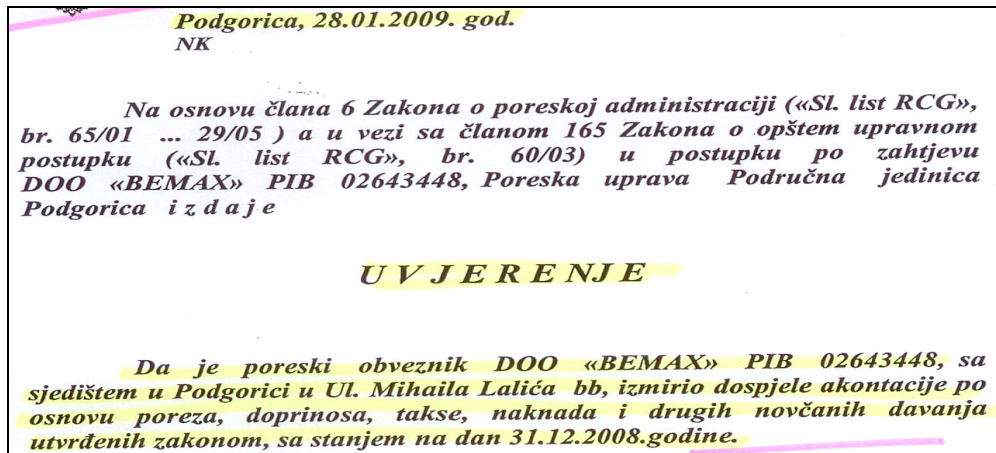 Podgorica, 28.01.2009. god.
NK
Na osnovu člana 6 Zakona o poreskoj administraciji («Sl. list RCG»,
br. 65/01 ... 29/05 ) a u vezi sa članom 165 Zakona o opštem upravnom
postupku («Sl. list RCG», br. 60/03) u postupku po zahtjevu
DOO «BEMAX» PIB 02643448, Poreska uprava Područna jedinica
Podgorica i z d a j e
U V J E R E NJ E
Da je poreski obveznik DOO «BEMAX» PIB 02643448, sa
sjedištem u Podgorici u Ul. Mihaila Lalića bb, izmirio dospjele akontacije po
osnovu poreza, doprinosa, takse, naknada i drugih novčanih davanja
utvrđenih zakonom, sa stanjem na dan 31.12.2008.godine.